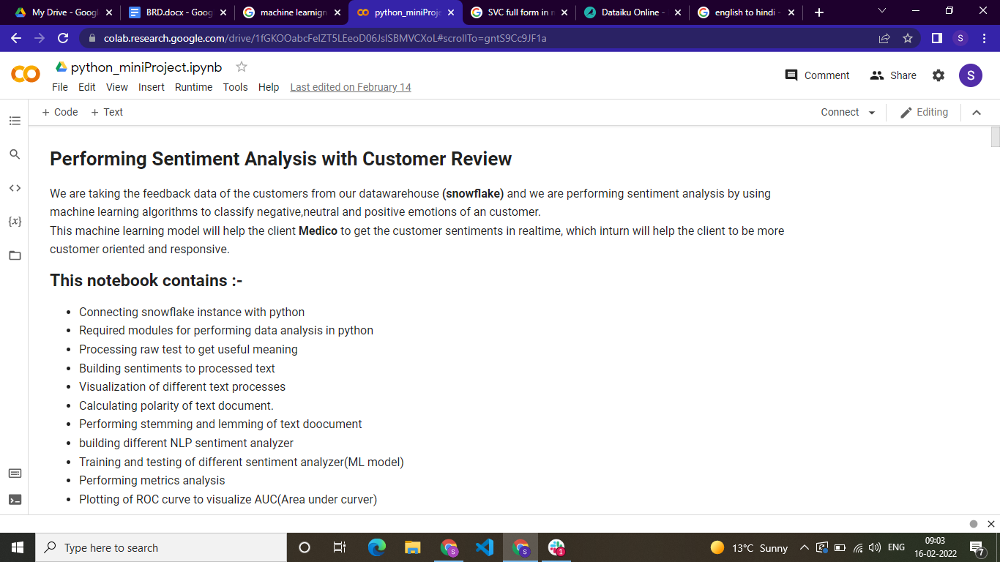 My Drive - Googl
BRD.docx - Goog
machine learnign
python_miniProje
SVC full form in m
Dataiku Online -
english to hindi -
colab.research.google.com/drive/1fGKOOabcFeIZT5LEeoD06JsISBMVCXoL#scrollTo=gntS9Cc9JF1a
S
python_miniProject.ipynb
Comment
Share
S
File Edit View Insert Runtime Tools Help Last edited on February 14
+ Code + Text
Connect
Editing
{x}
Performing Sentiment Analysis with Customer Review
We are taking the feedback data of the customers from our datawarehouse (snowflake) and we are performing sentiment analysis by using
machine learning algorithms to classify negative,neutral and positive emotions of an customer.
This machine learning model will help the client Medico to get the customer sentiments in realtime, which inturn will help the client to be more
customer oriented and responsive.
This notebook contains :-
• Connecting snowflake instance with python
• Required modules for performing data analysis in python
• Processing raw test to get useful meaning
• Building sentiments to processed text
• Visualization of different text processes
• Calculating polarity of text document.
• Performing stemming and lemming of text doocument
• building different NLP sentiment analyzer
• Training and testing of different sentiment analyzer(ML model)
• Performing metrics analysis
• Plotting of ROC curve to visualize AUC(Area under curver)
Type here to search
S
S
1
13°C Sunny
ENG
09:03
16-02-2022
7